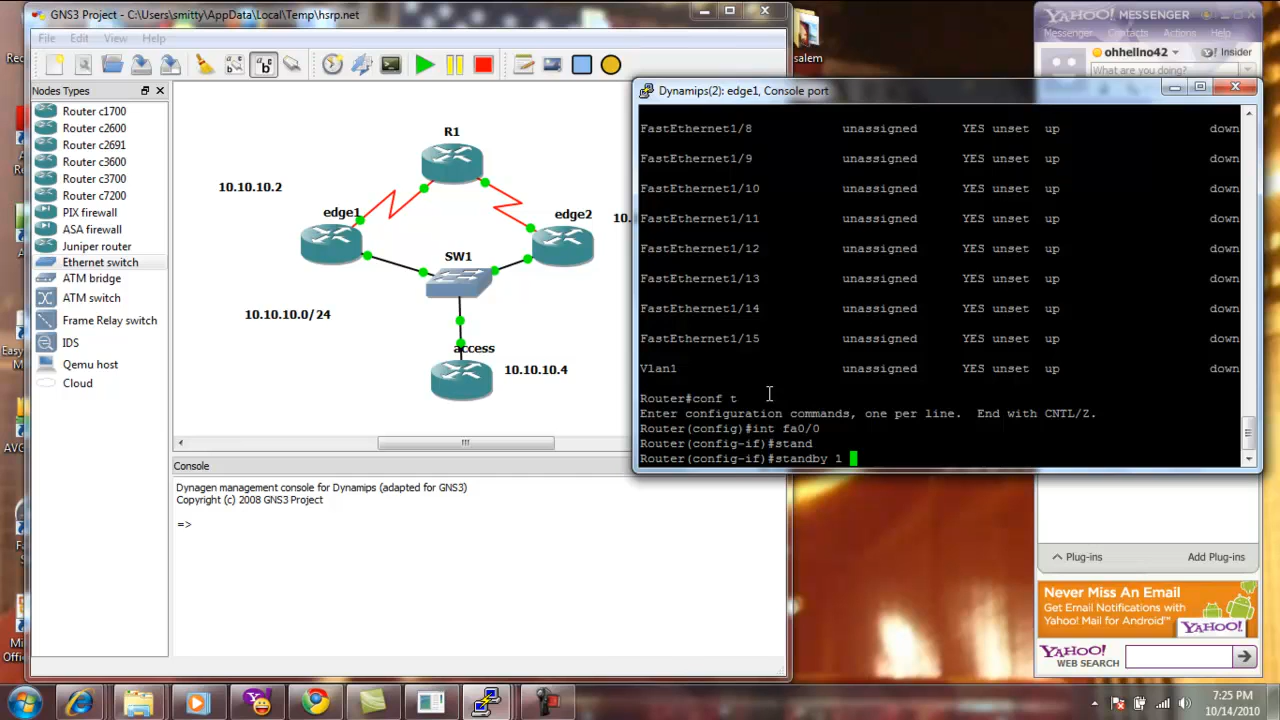 GNS3 Project - C:\Users\smitty\AppData\Local\Temp\hsrp.net
File Edit View Help
Nodes Types
Router c1700
Router c2600
Router c2691
Router c3600
Router c3700
Router c7200
PIX firewall
ASA firewall
Juniper router
Ethernet switch
ATM bridge
ATM switch
Frame Relay switch
IDS
Qemu host
Cloud
R1
10.10.10.2
edge1
edge2
10.
SW1
10.10.10.0/24
access
10.10.10.4
Console
Dynagen management console for Dynamips (adapted for GNS3)
Copyright (c) 2008 GNS3 Project
=>
salem
Dynamips(2): edge1, Console port
FastEthernet1/8 unassigned YES unset up down
FastEthernet1/9 unassigned YES unset up down
FastEthernet1/10 unassigned YES unset up down
FastEthernet1/11 unassigned YES unset up down
FastEthernet1/12 unassigned YES unset up down
FastEthernet1/13 unassigned YES unset up down
FastEthernet1/14 unassigned YES unset up down
FastEthernet1/15 unassigned YES unset up down
Vlan1 unassigned YES unset up down
Router#conf t
Enter configuration commands, one per line. End with CNTL/Z.
Router(config)#int fa0/0
Router(config-if)#stand
Router(config-if)#standby 1
YAHOO! MESSENGER
Messenger Contacts Actions Help
ohhellno42
Y! Insider
What are you doing?
Plug-ins Add Plug-ins
Never Miss An Email
Get Email Notifications with
Yahoo! Mail for Android™
YAHOO!
YAHOO!
WEB SEARCH
7:25 PM
10/14/2010